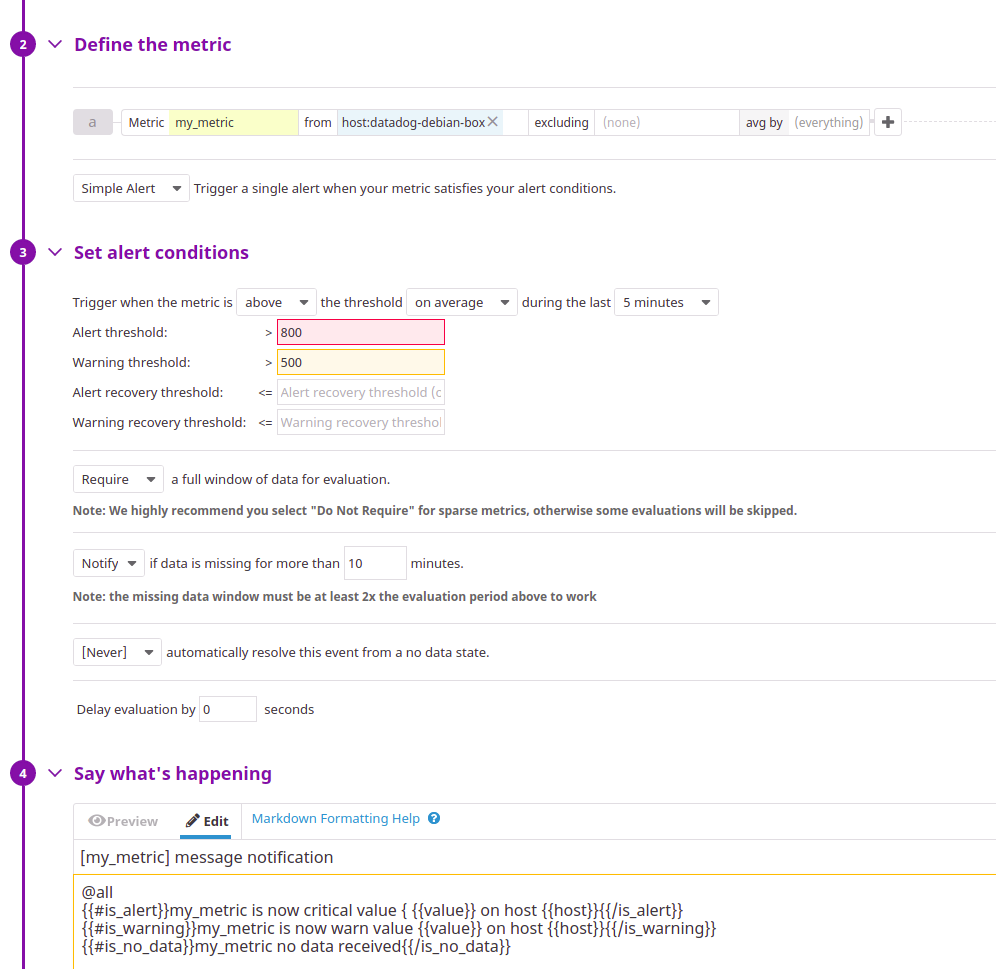 2 Define the metric
a Metric my_metric from host:datadog-debian-box excluding (none) avg by (everything)
Simple Alert Trigger a single alert when your metric satisfies your alert conditions.
3 Set alert conditions
Trigger when the metric is above the threshold on average during the last 5 minutes
Alert threshold: > 800
Warning threshold: > 500
Alert recovery threshold: <= Alert recovery threshold (c
Warning recovery threshold: <= Warning recovery threshol
Require a full window of data for evaluation.
Note: We highly recommend you select "Do Not Require" for sparse metrics, otherwise some evaluations will be skipped.
Notify if data is missing for more than 10 minutes.
Note: the missing data window must be at least 2x the evaluation period above to work
[Never] automatically resolve this event from a no data state.
Delay evaluation by 0 seconds
4 Say what's happening
Preview Edit Markdown Formatting Help ?
[my_metric] message notification
@all
{{#is_alert}}my_metric is now critical value { {{value}} on host {{host}}{{/is_alert}}
{{#is_warning}}my_metric is now warn value {{value}} on host {{host}}{{/is_warning}}
{{#is_no_data}}my_metric no data received{{/is_no_data}}